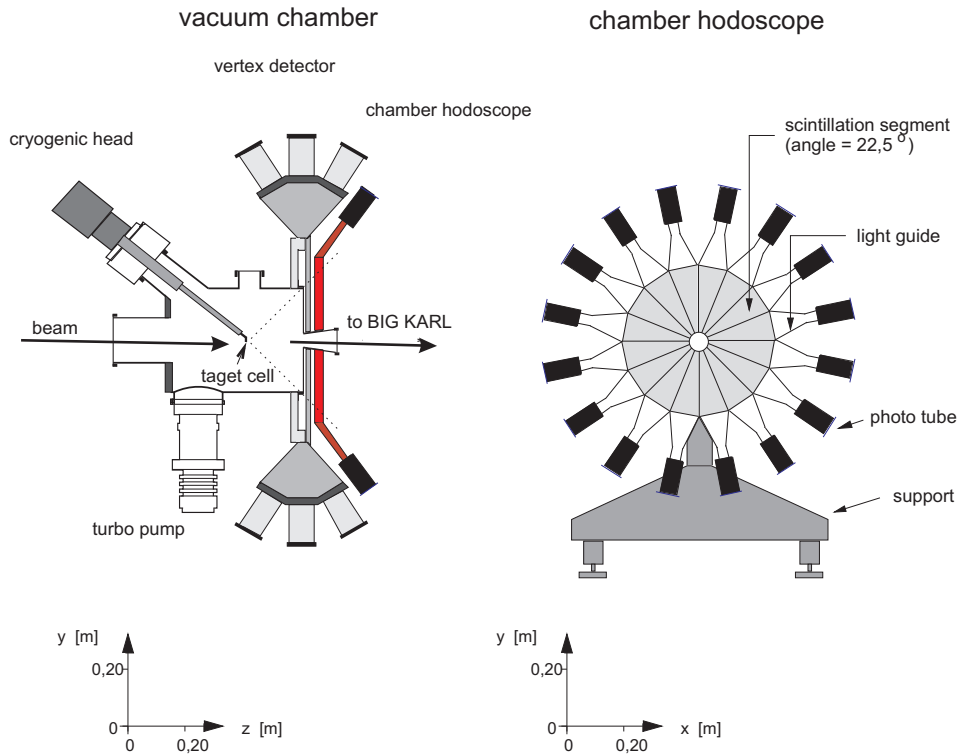 vacuum chamber
chamber hodoscope
vertex detector
chamber hodoscope
cryogenic head
scintillation segment
(angle = 22,5 º)
light guide
beam
to BIG KARL
taget cell
photo tube
support
turbo pump
y [m]
0,20
0
0
0,20
z [m]
y [m]
0,20
0
0
0,20
x [m]